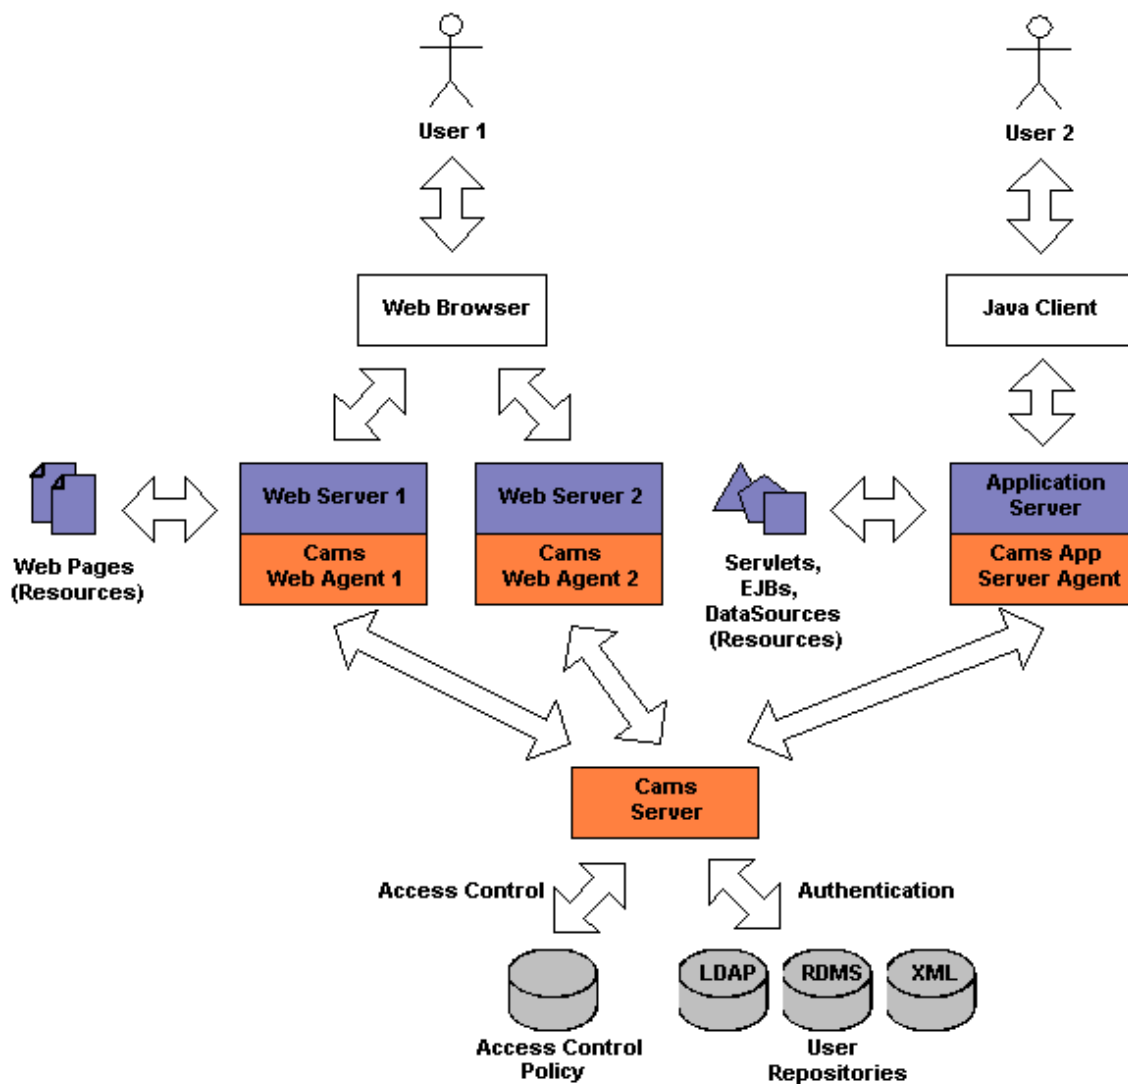 User 1
User 2
Web Browser
Java Client
Web Server 1
Web Server 2
Application
Server
Cams
Web Agent 1
Cams
Web Agent 2
Cams App
Server Agent
Web Pages
(Resources)
Servlets,
EJBs,
DataSources
(Resources)
Cams
Server
Access Control
Authentication
LDAP
RDMS
XML
Access Control
Policy
User
Repositories